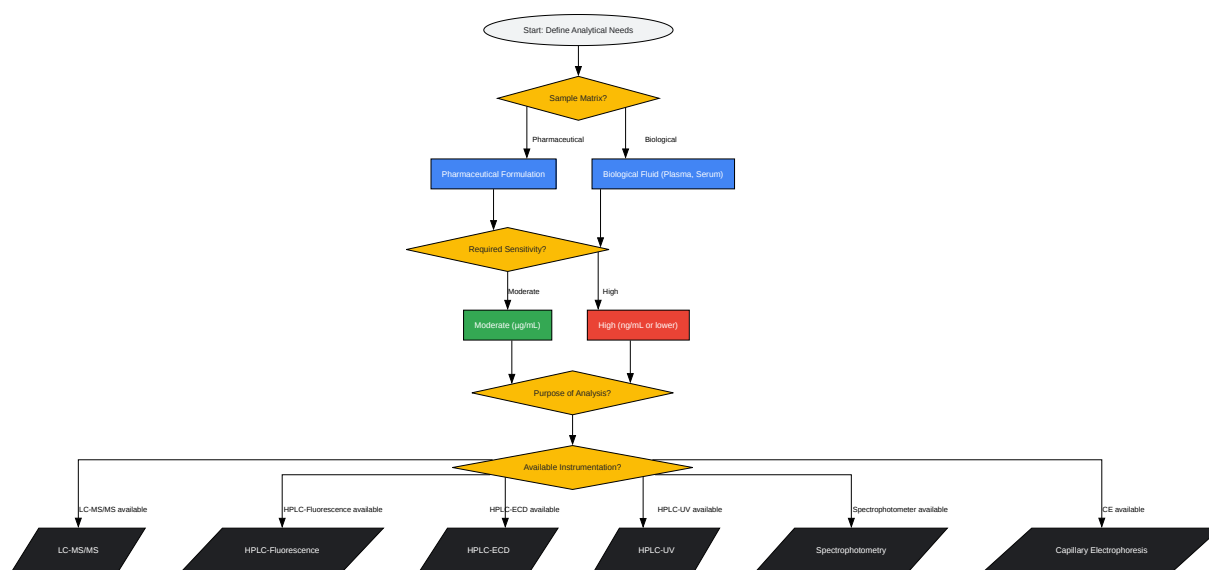 Start: Define Analytical Needs
Sample Matrix?
Pharmaceutical
Biological
Pharmaceutical Formulation
Biological Fluid (Plasma, Serum)
Required Sensitivity?
Moderate
High
Moderate (µg/mL)
High (ng/mL or lower)
Purpose of Analysis?
Available Instrumentation?
LC-MS/MS available
HPLC-Fluorescence available
HPLC-ECD available
HPLC-UV available
Spectrophotometer available
CE available
LC-MS/MS
HPLC-Fluorescence
HPLC-ECD
HPLC-UV
Spectrophotometry
Capillary Electrophoresis